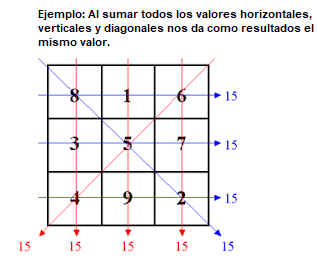 Ejemplo: Al sumar todos los valores horizontales,
verticales y diagonales nos da como resultados el
mismo valor.
8 1 6 15
3 5 7 15
4 9 2 15
15 15 15 15 15